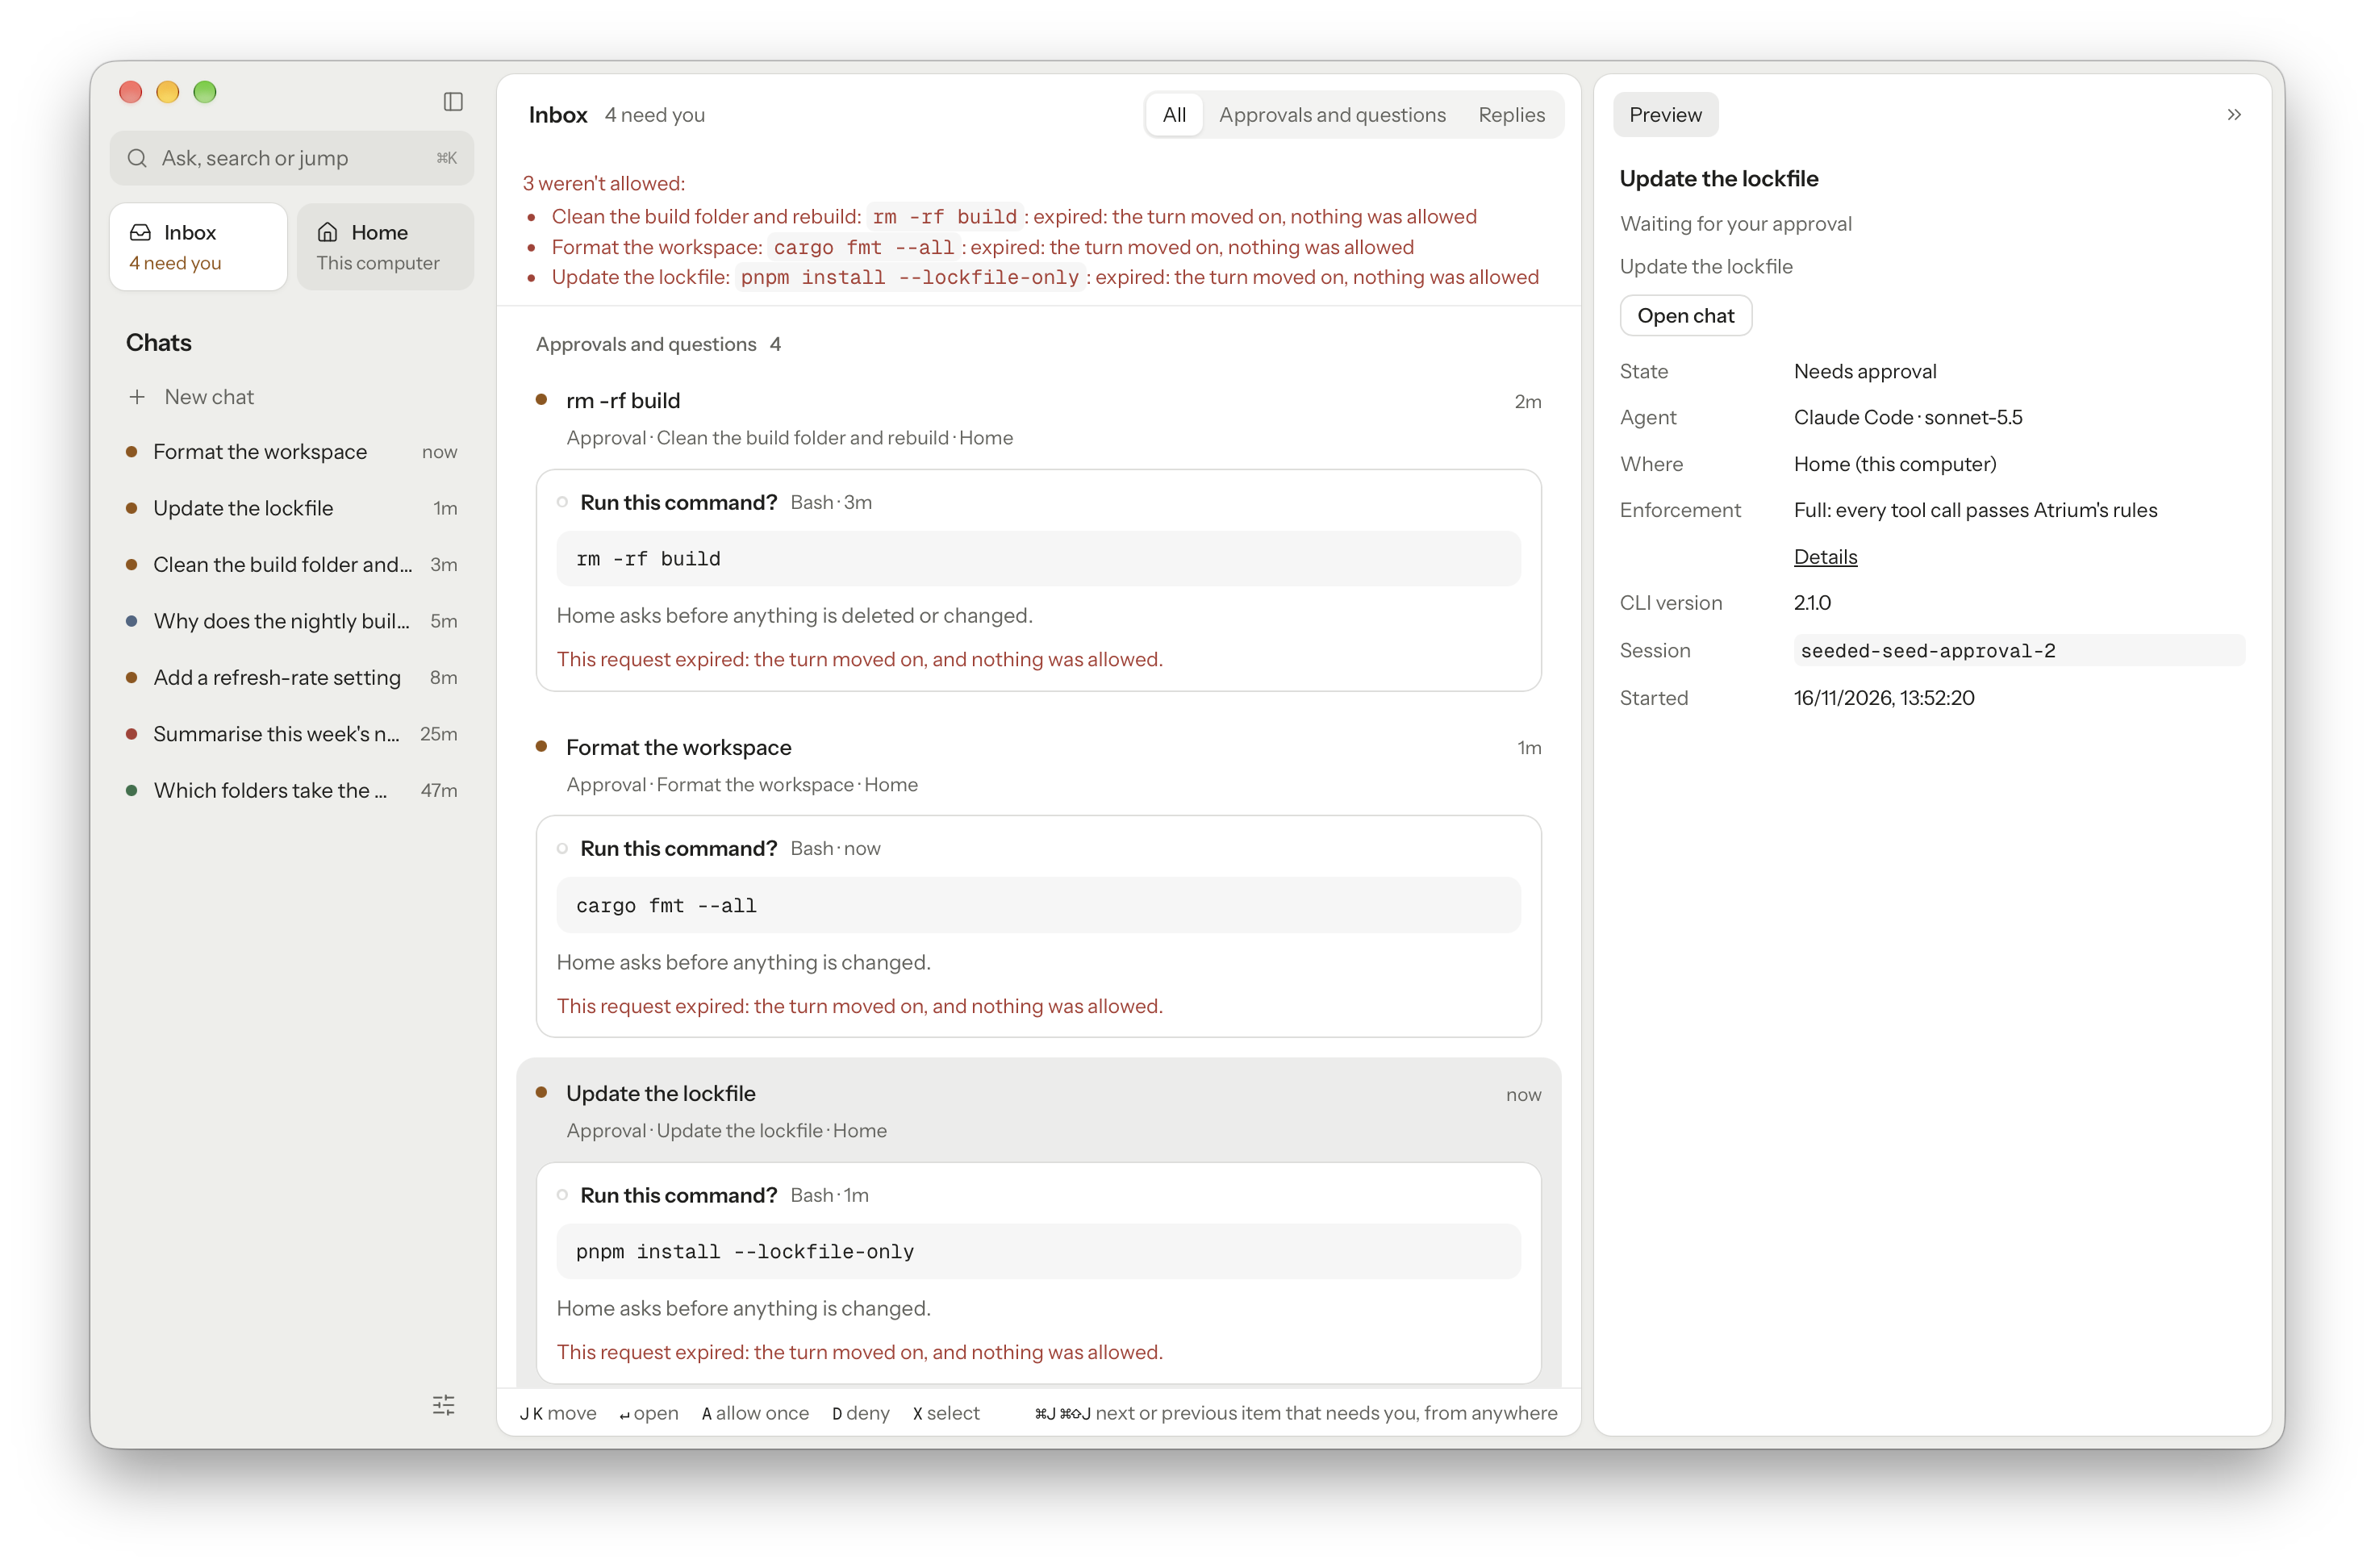 Ask, search or jump ⌘K
Inbox
4 need you
Home
This computer
Chats
New chat
Format the workspace now
Update the lockfile 1m
Clean the build folder and... 3m
Why does the nightly buil... 5m
Add a refresh-rate setting 8m
Summarise this week's n... 25m
Which folders take the ... 47m
Inbox 4 need you
All Approvals and questions Replies
3 weren't allowed:
• Clean the build folder and rebuild: rm -rf build : expired: the turn moved on, nothing was allowed
• Format the workspace: cargo fmt --all : expired: the turn moved on, nothing was allowed
• Update the lockfile: pnpm install --lockfile-only : expired: the turn moved on, nothing was allowed
Approvals and questions 4
rm -rf build 2m
Approval · Clean the build folder and rebuild · Home
Run this command? Bash · 3m
rm -rf build
Home asks before anything is deleted or changed.
This request expired: the turn moved on, and nothing was allowed.
Format the workspace 1m
Approval · Format the workspace · Home
Run this command? Bash · now
cargo fmt --all
Home asks before anything is changed.
This request expired: the turn moved on, and nothing was allowed.
Update the lockfile now
Approval · Update the lockfile · Home
Run this command? Bash · 1m
pnpm install --lockfile-only
Home asks before anything is changed.
This request expired: the turn moved on, and nothing was allowed.
J K move ↵ open A allow once D deny X select ⌘J ⌘⇧J next or previous item that needs you, from anywhere
Preview
Update the lockfile
Waiting for your approval
Update the lockfile
Open chat
State Needs approval
Agent Claude Code · sonnet-5.5
Where Home (this computer)
Enforcement Full: every tool call passes Atrium's rules
Details
CLI version 2.1.0
Session seeded-seed-approval-2
Started 16/11/2026, 13:52:20